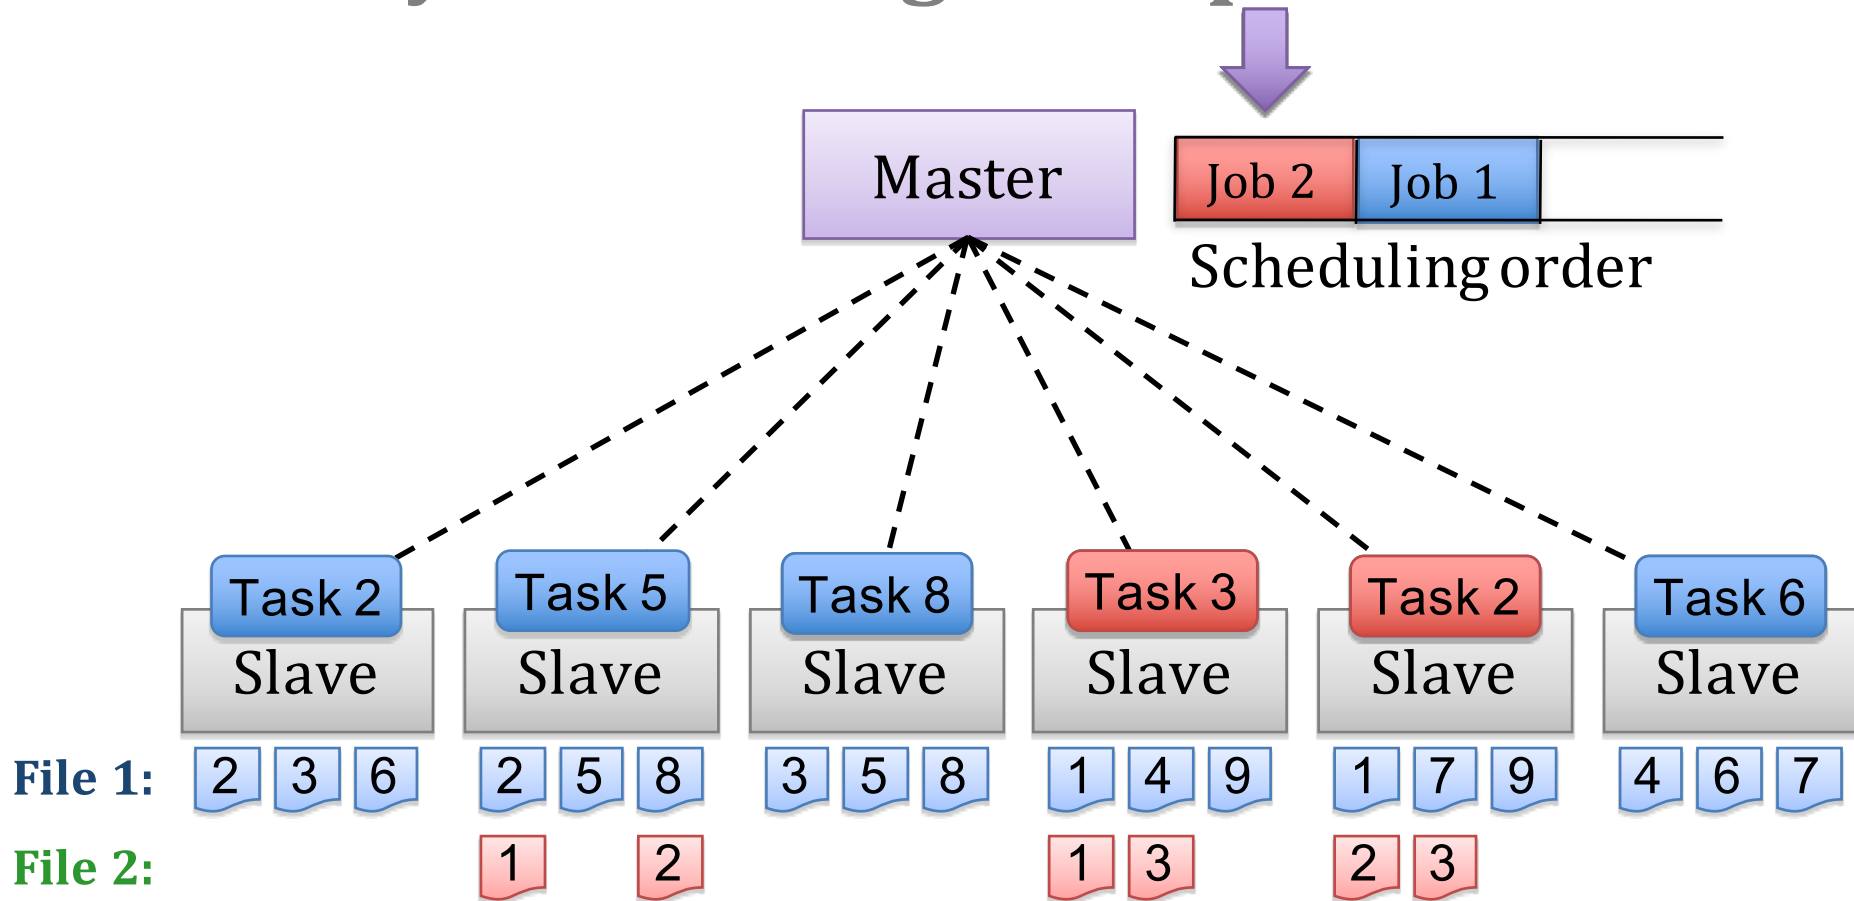 Master
Job 2 Job 1
Scheduling order
Task 2 Task 5 Task 8 Task 3 Task 2 Task 6
Slave Slave Slave Slave Slave Slave
File 1: 2 3 6 2 5 8 3 5 8 1 4 9 1 7 9 4 6 7
File 2: 1 2 1 3 2 3